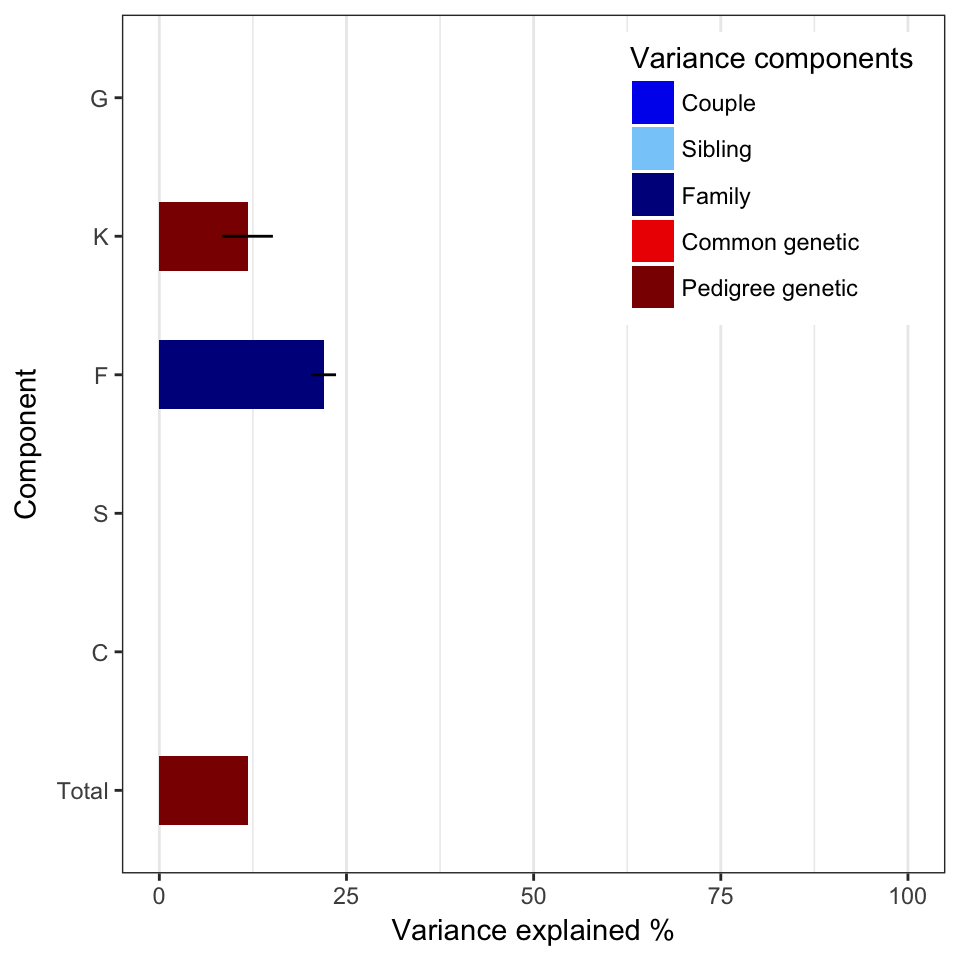 Variance components
Couple
Sibling
Family
Common genetic
Pedigree genetic
G
K
F
S
C
Total
Component
0 25 50 75 100
Variance explained %